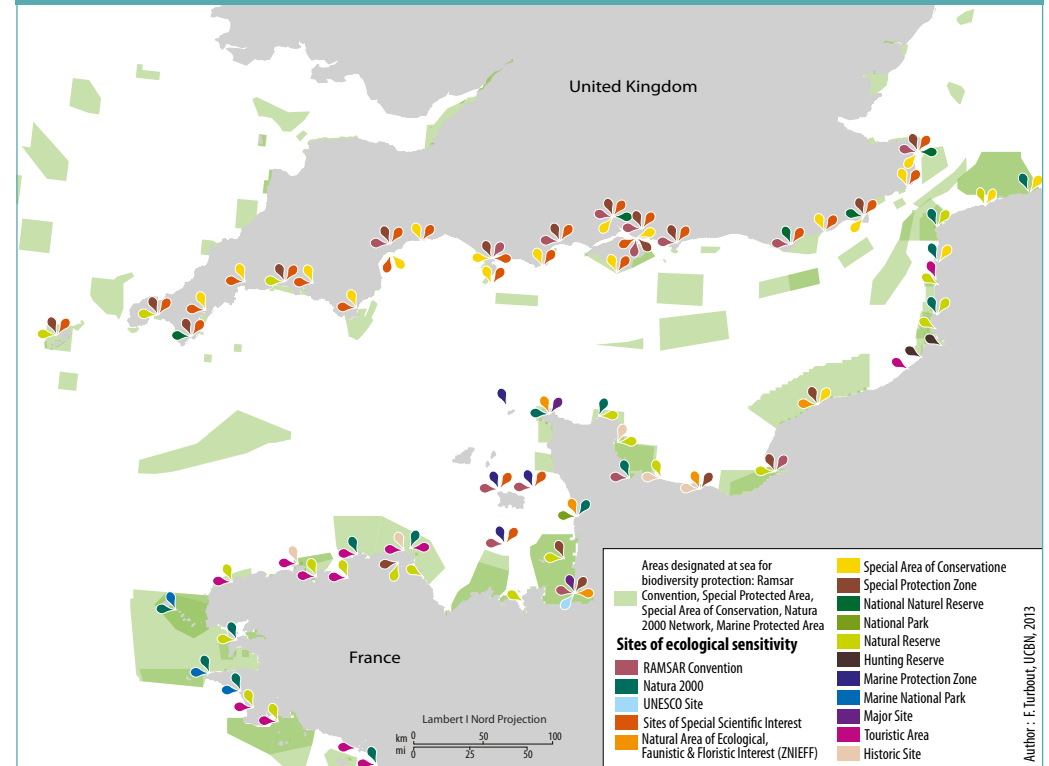 United Kingdom
France
Lambert I Nord Projection
km 0 50 100
mi 0 25 50
Areas designated at sea for
biodiversity protection: Ramsar
Convention, Special Protected Area,
Special Area of Conservation, Natura
2000 Network, Marine Protected Area
Sites of ecological sensitivity
RAMSAR Convention
Natura 2000
UNESCO Site
Sites of Special Scientific Interest
Natural Area of Ecological,
Faunistic & Floristic Interest (ZNIEFF)
Special Area of Conservatione
Special Protection Zone
National Naturel Reserve
National Park
Natural Reserve
Hunting Reserve
Marine Protection Zone
Marine National Park
Major Site
Touristic Area
Historic Site
Author : F. Turbout, UCBN, 2013